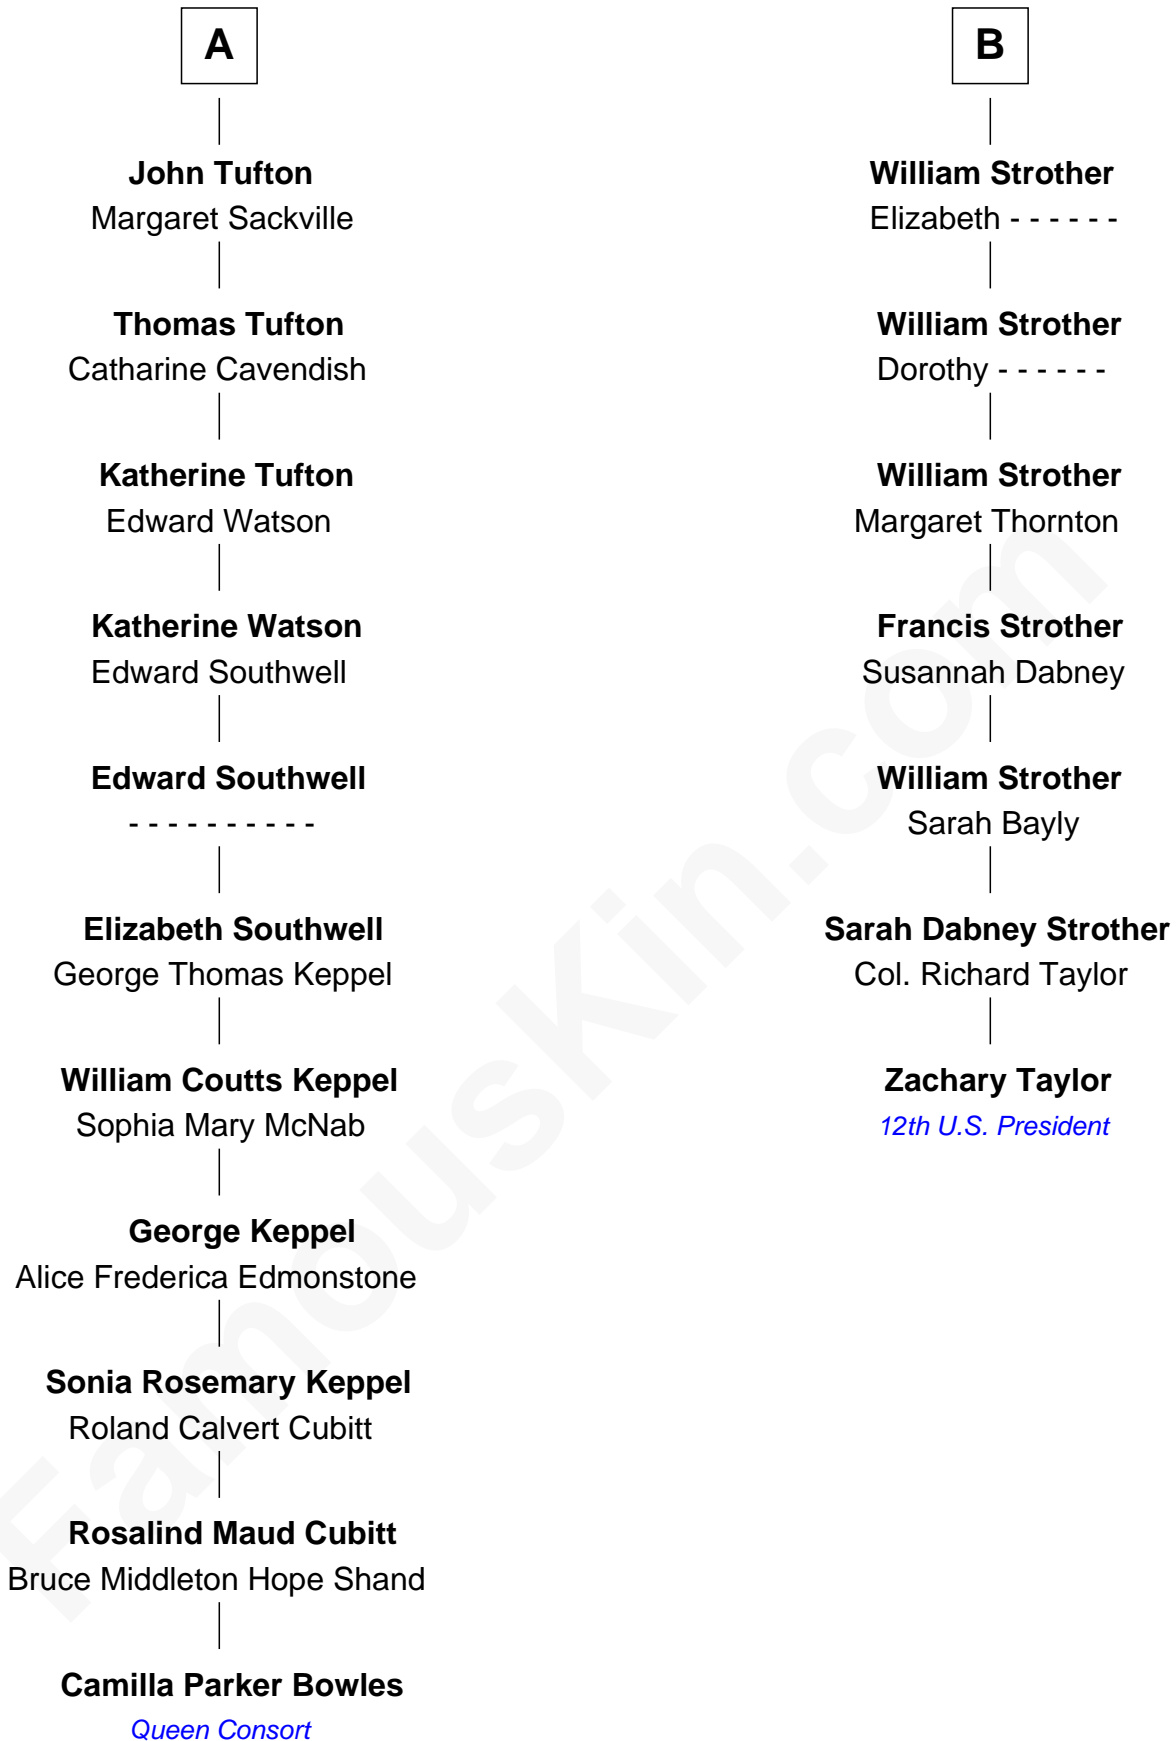 A
John Tufton
Margaret Sackville
Thomas Tufton
Catharine Cavendish
Katherine Tufton
Edward Watson
Katherine Watson
Edward Southwell
Edward Southwell
- - - - - - - - - -
Elizabeth Southwell
George Thomas Keppel
William Coutts Keppel
Sophia Mary McNab
George Keppel
Alice Frederica Edmonstone
Sonia Rosemary Keppel
Roland Calvert Cubitt
Rosalind Maud Cubitt
Bruce Middleton Hope Shand
Camilla Parker Bowles
Queen Consort
B
William Strother
Elizabeth - - - - - -
William Strother
Dorothy - - - - - -
William Strother
Margaret Thornton
Francis Strother
Susannah Dabney
William Strother
Sarah Bayly
Sarah Dabney Strother
Col. Richard Taylor
Zachary Taylor
12th U.S. President
FamousKin.com